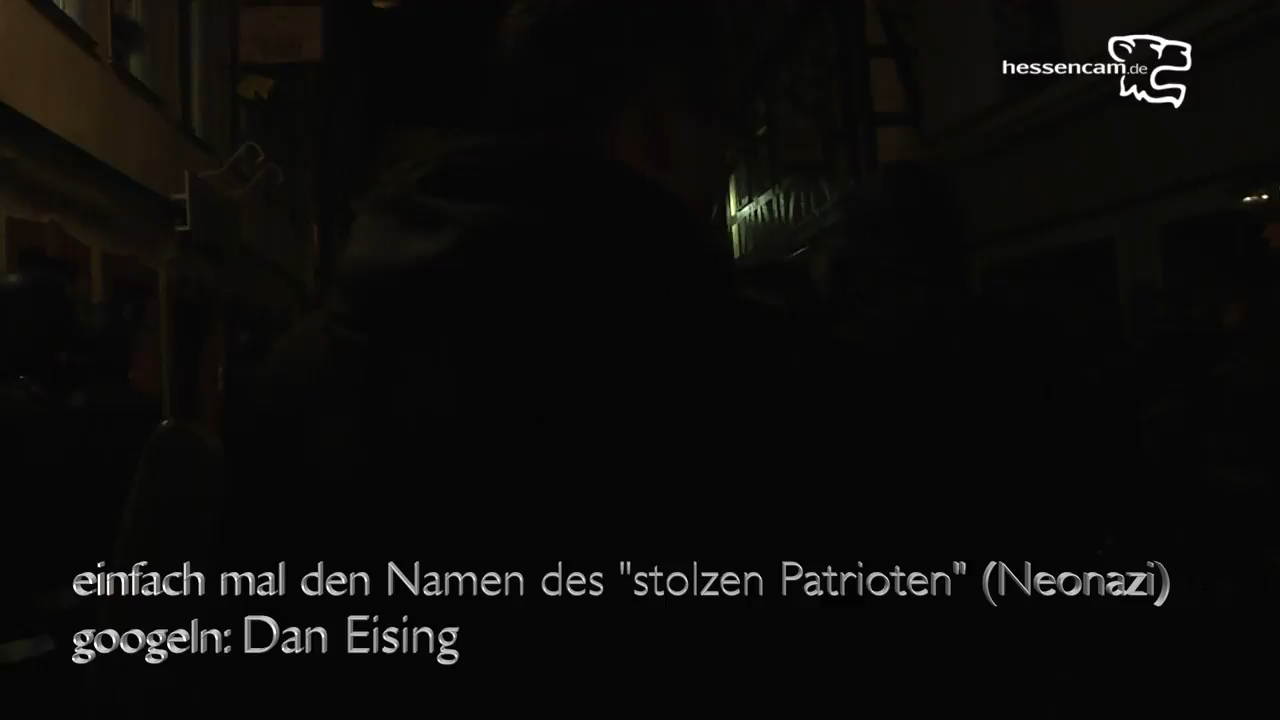 hessencam.de
einfach mal den Namen des "stolzen Patrioten" (Neonazi)
googeln: Dan Eising